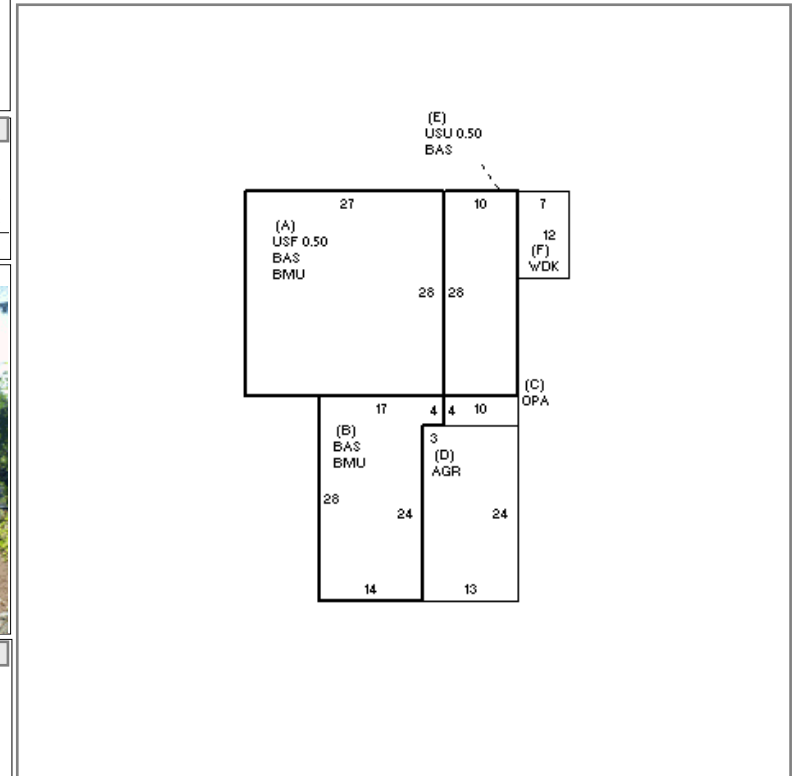 (E)
USU 0.50
BAS
27
10
7
(A)
USF 0.50
BAS
BMU
12
(F)
WDK
28
28
(C)
OPA
17
4
4
10
(B)
BAS
BMU
3
(D)
AGR
28
24
24
14
13